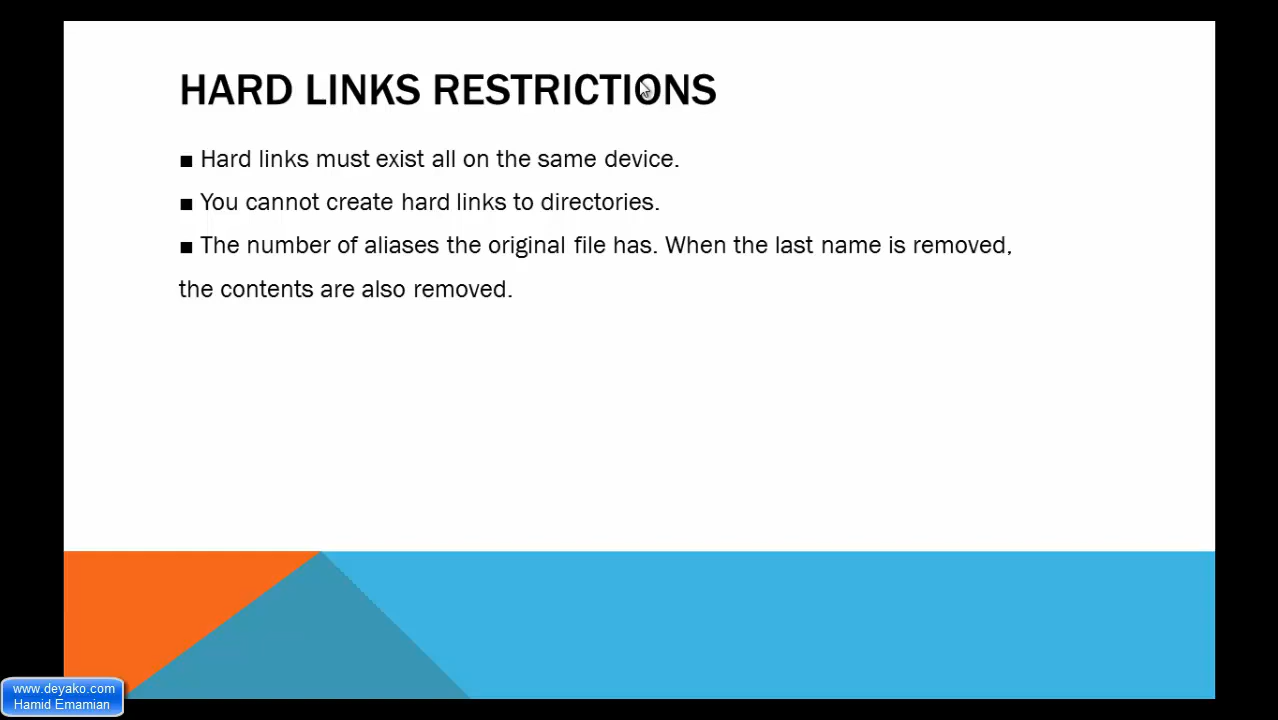 HARD LINKS RESTRICTIONS
■ Hard links must exist all on the same device.
■ You cannot create hard links to directories.
■ The number of aliases the original file has. When the last name is removed,
the contents are also removed.
www.deyako.com
Hamid Emamian